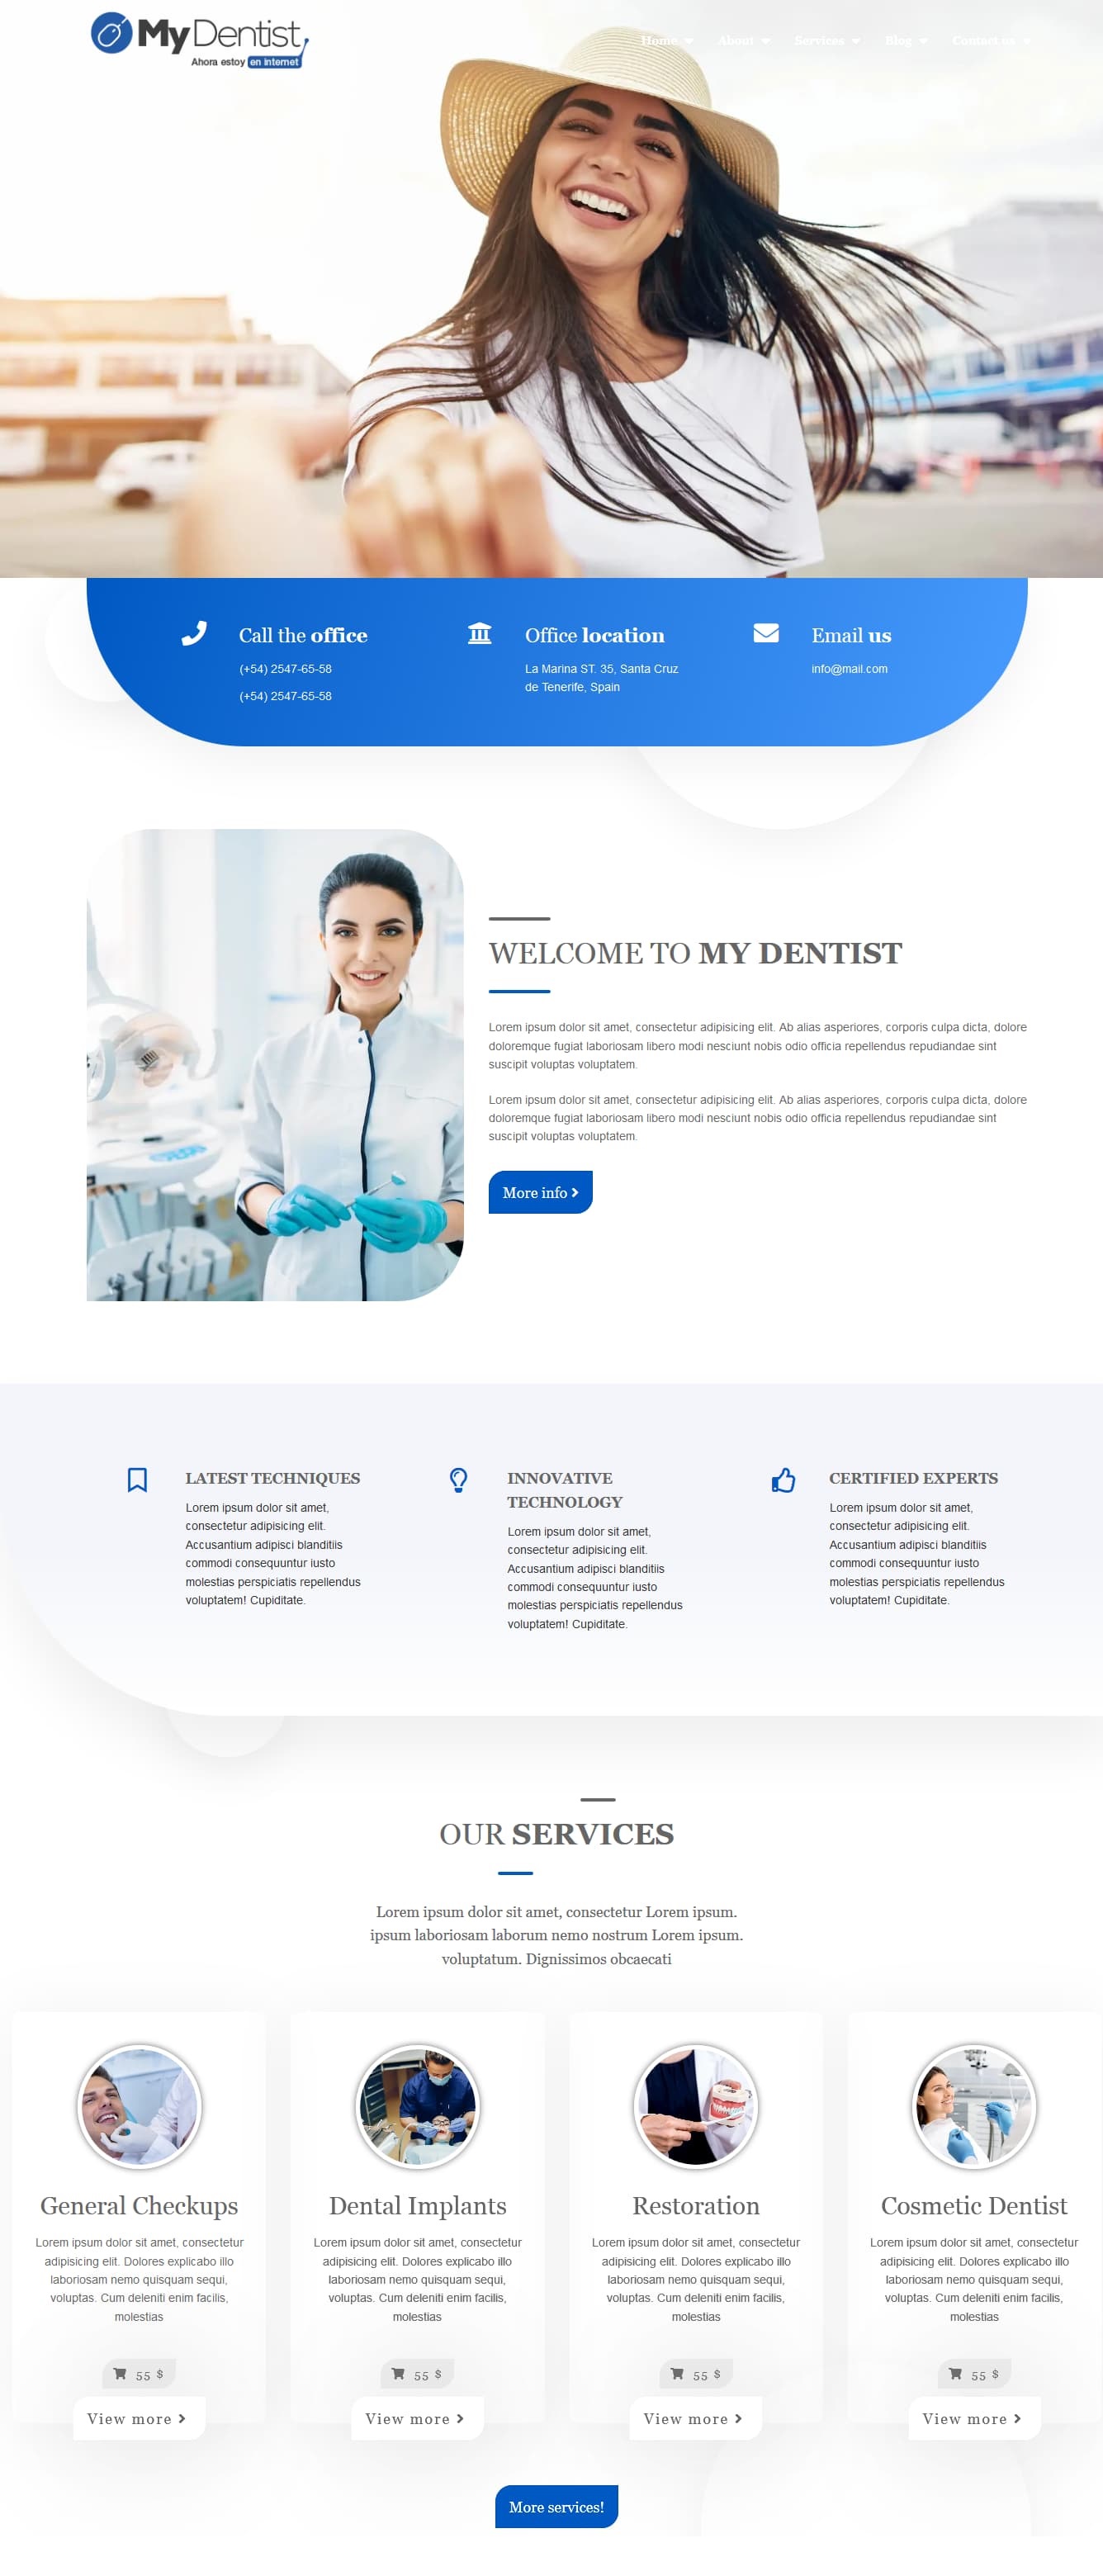 MyDentist
Ahora estoy en internet
Home About Services Blog Contact us
Call the office
(+54) 2547-65-58
(+54) 2547-65-58
Office location
La Marina ST. 35, Santa Cruz
de Tenerife, Spain
Email us
info@mail.com
WELCOME TO MY DENTIST
Lorem ipsum dolor sit amet, consectetur adipisicing elit. Ab alias asperiores, corporis culpa dicta, dolore
doloremque fugiat laboriosam libero modi nesciunt nobis odio officia repellendus repudiandae sint
suscipit voluptas voluptatem.
Lorem ipsum dolor sit amet, consectetur adipisicing elit. Ab alias asperiores, corporis culpa dicta, dolore
doloremque fugiat laboriosam libero modi nesciunt nobis odio officia repellendus repudiandae sint
suscipit voluptas voluptatem.
More info
LATEST TECHNIQUES
Lorem ipsum dolor sit amet,
consectetur adipisicing elit.
Accusantium adipisci blanditiis
commodi consequuntur iusto
molestias perspiciatis repellendus
voluptatem! Cupiditate.
INNOVATIVE
TECHNOLOGY
Lorem ipsum dolor sit amet,
consectetur adipisicing elit.
Accusantium adipisci blanditiis
commodi consequuntur iusto
molestias perspiciatis repellendus
voluptatem! Cupiditate.
CERTIFIED EXPERTS
Lorem ipsum dolor sit amet,
consectetur adipisicing elit.
Accusantium adipisci blanditiis
commodi consequuntur iusto
molestias perspiciatis repellendus
voluptatem! Cupiditate.
OUR SERVICES
Lorem ipsum dolor sit amet, consectetur Lorem ipsum.
ipsum laboriosam laborum nemo nostrum Lorem ipsum.
voluptatum. Dignissimos obcaecati
General Checkups
Lorem ipsum dolor sit amet, consectetur
adipisicing elit. Dolores explicabo illo
laboriosam nemo quisquam sequi,
voluptas. Cum deleniti enim facilis,
molestias
55 $
View more
Dental Implants
Lorem ipsum dolor sit amet, consectetur
adipisicing elit. Dolores explicabo illo
laboriosam nemo quisquam sequi,
voluptas. Cum deleniti enim facilis,
molestias
55 $
View more
Restoration
Lorem ipsum dolor sit amet, consectetur
adipisicing elit. Dolores explicabo illo
laboriosam nemo quisquam sequi,
voluptas. Cum deleniti enim facilis,
molestias
55 $
View more
Cosmetic Dentist
Lorem ipsum dolor sit amet, consectetur
adipisicing elit. Dolores explicabo illo
laboriosam nemo quisquam sequi,
voluptas. Cum deleniti enim facilis,
molestias
55 $
View more
More services!